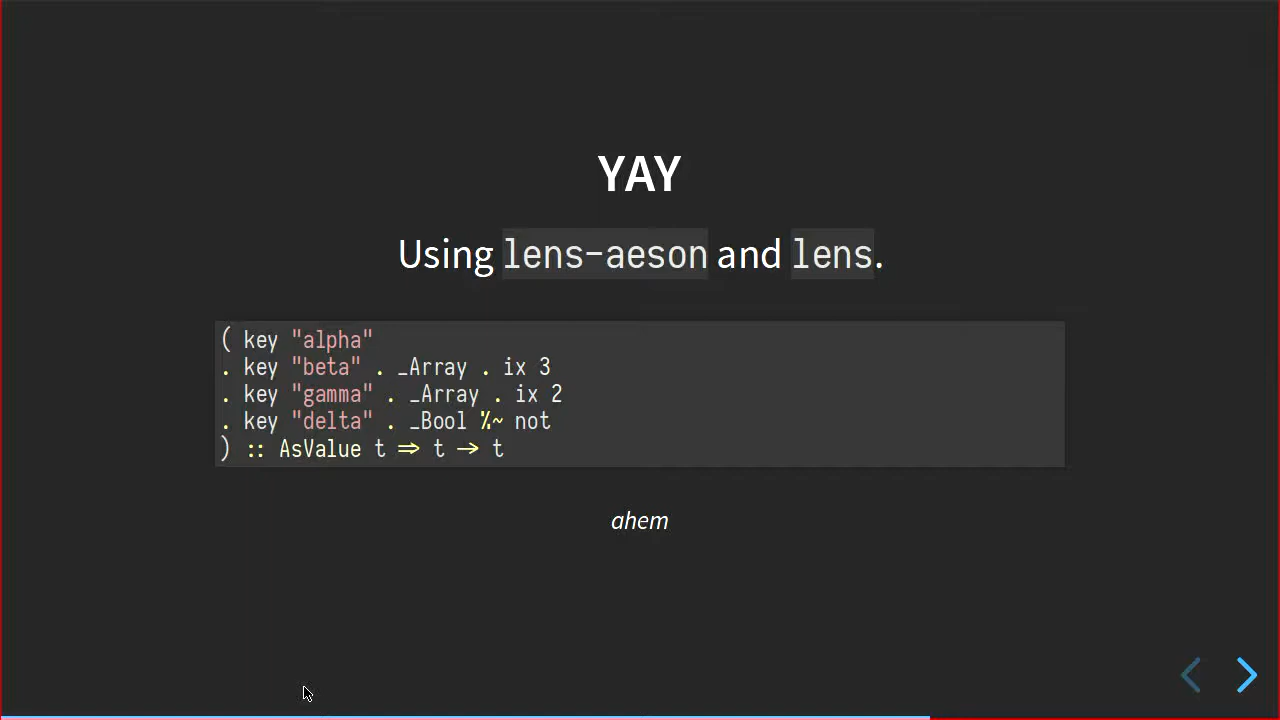 YAY
Using lens-aeson and lens.
( key "alpha"
. key "beta" . _Array . ix 3
. key "gamma" . _Array . ix 2
. key "delta" . _Bool %~ not
) :: AsValue t => t -> t
ahem